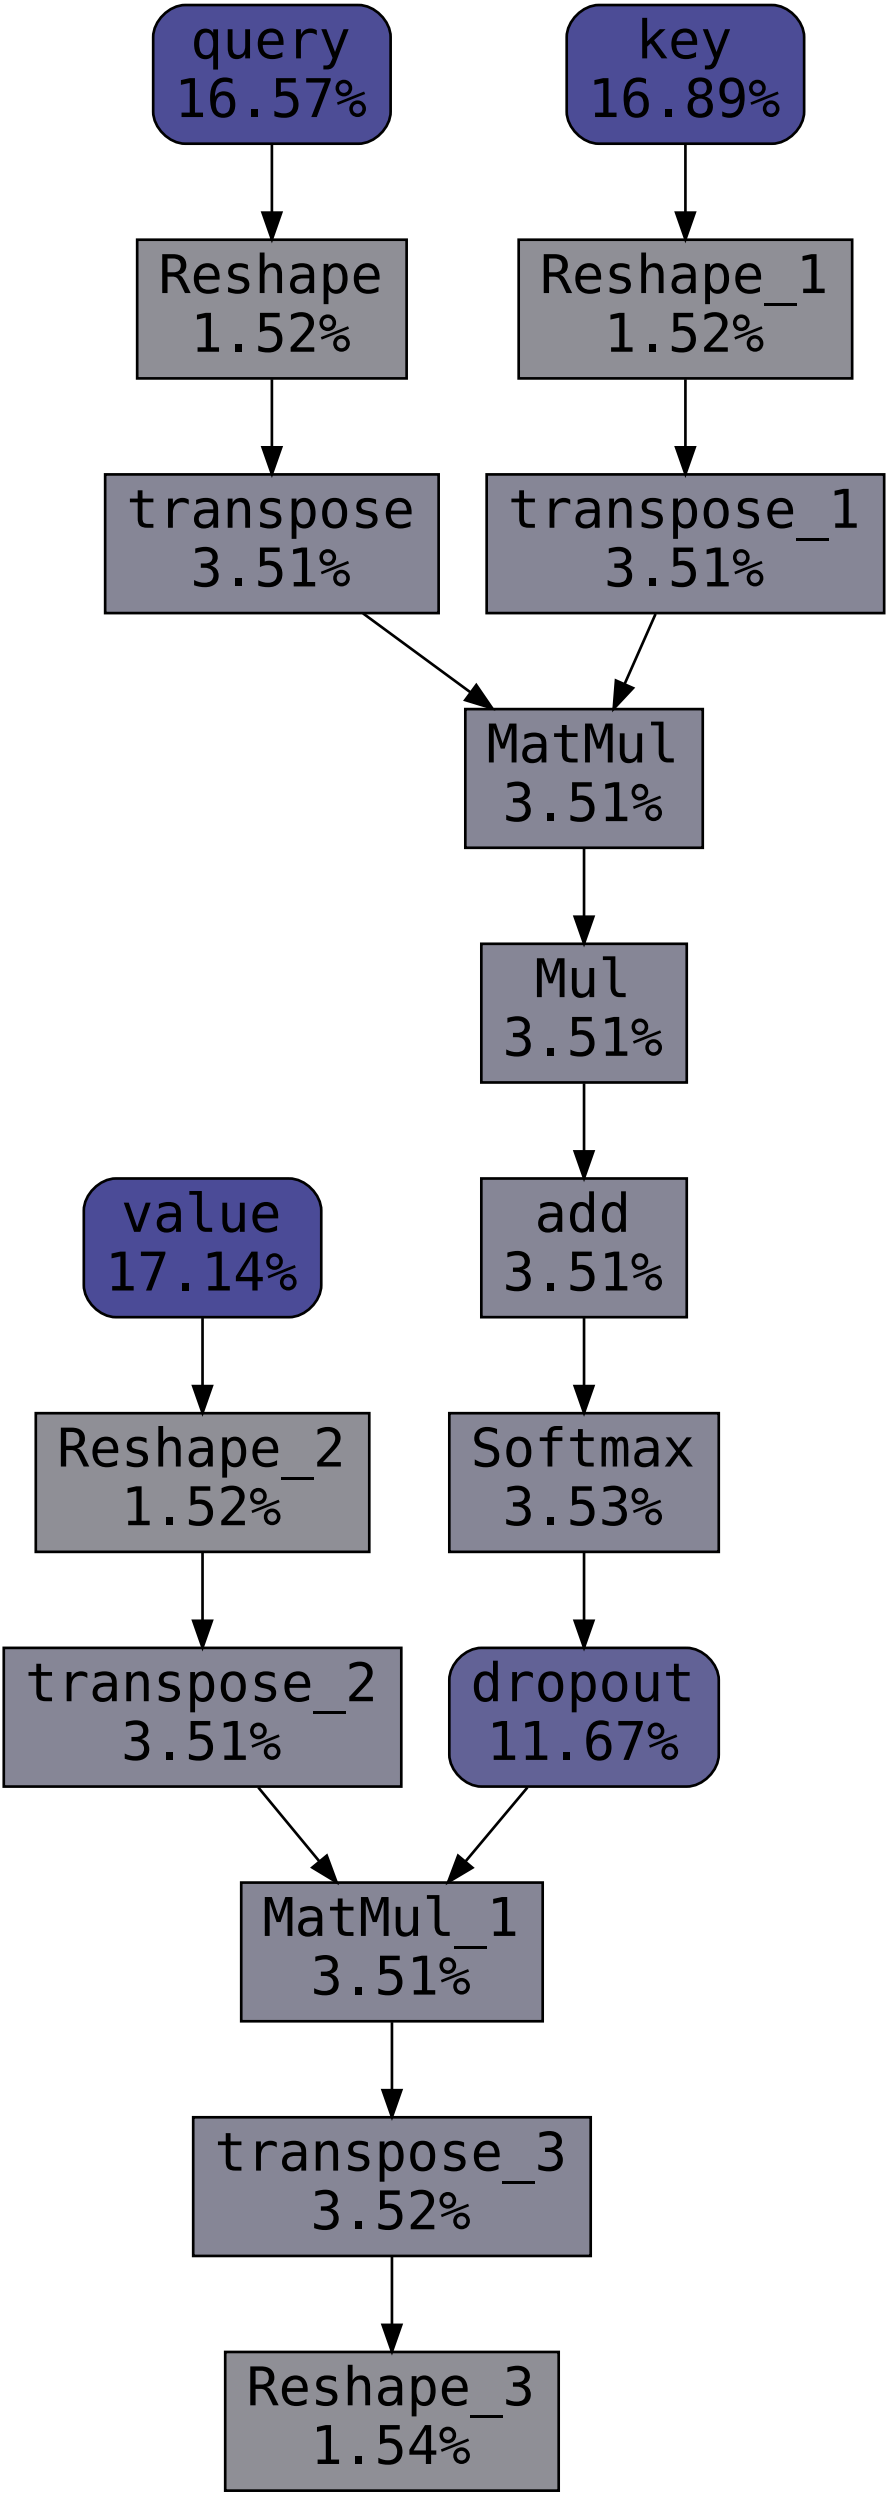 query
16.57%
key
16.89%
Reshape
1.52%
Reshape_1
1.52%
transpose
3.51%
transpose_1
3.51%
MatMul
3.51%
Mul
3.51%
add
3.51%
value
17.14%
Reshape_2
1.52%
Softmax
3.53%
transpose_2
3.51%
dropout
11.67%
MatMul_1
3.51%
transpose_3
3.52%
Reshape_3
1.54%